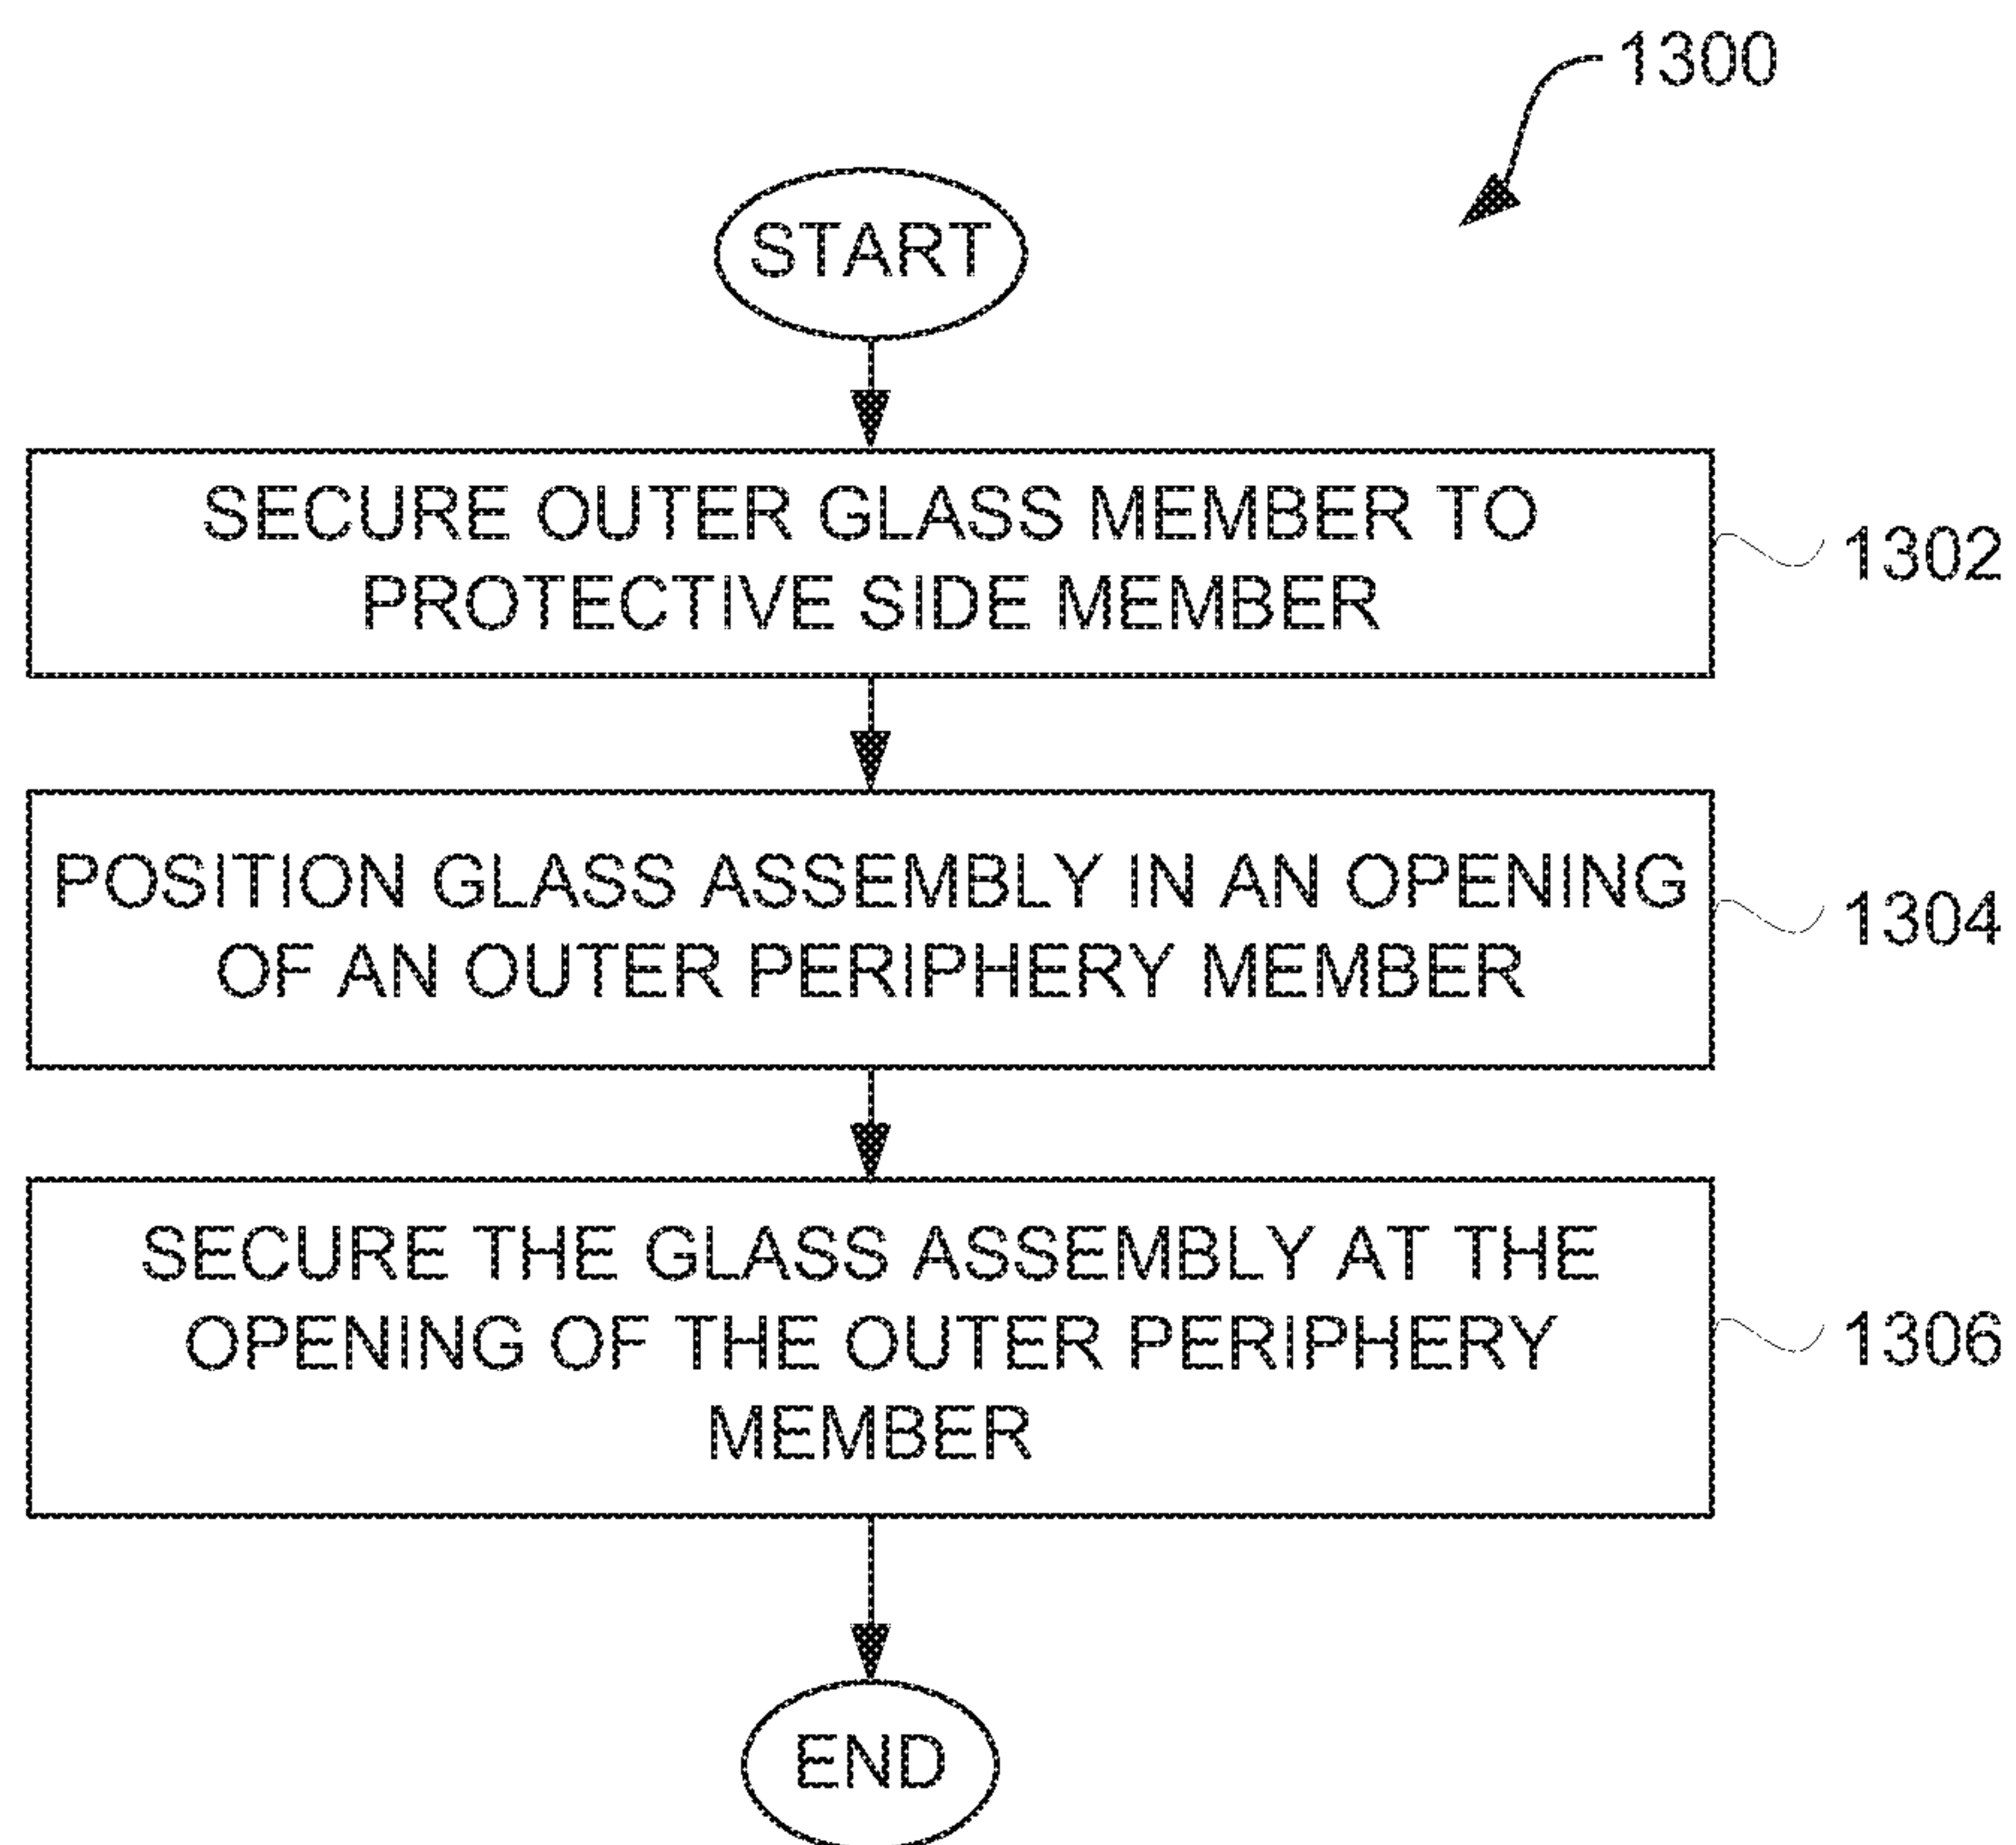 1300
START
SECURE OUTER GLASS MEMBER TO
PROTECTIVE SIDE MEMBER
1302
POSITION GLASS ASSEMBLY IN AN OPENING
OF AN OUTER PERIPHERY MEMBER
1304
SECURE THE GLASS ASSEMBLY AT THE
OPENING OF THE OUTER PERIPHERY
MEMBER
1306
END